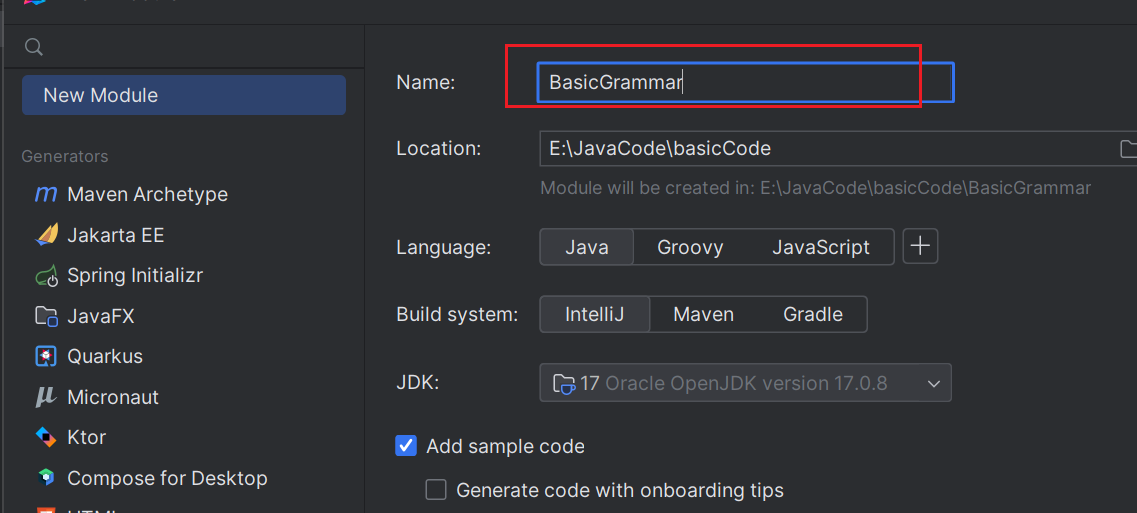 New Module
Generators
Maven Archetype
Jakarta EE
Spring Initializr
JavaFX
Quarkus
Micronaut
Ktor
Compose for Desktop
Name: BasicGrammar
Location: E:\JavaCode\basicCode
Module will be created in: E:\JavaCode\basicCode\BasicGrammar
Language: Java Groovy JavaScript
Build system: IntelliJ Maven Gradle
JDK: 17 Oracle OpenJDK version 17.0.8
Add sample code
Generate code with onboarding tips